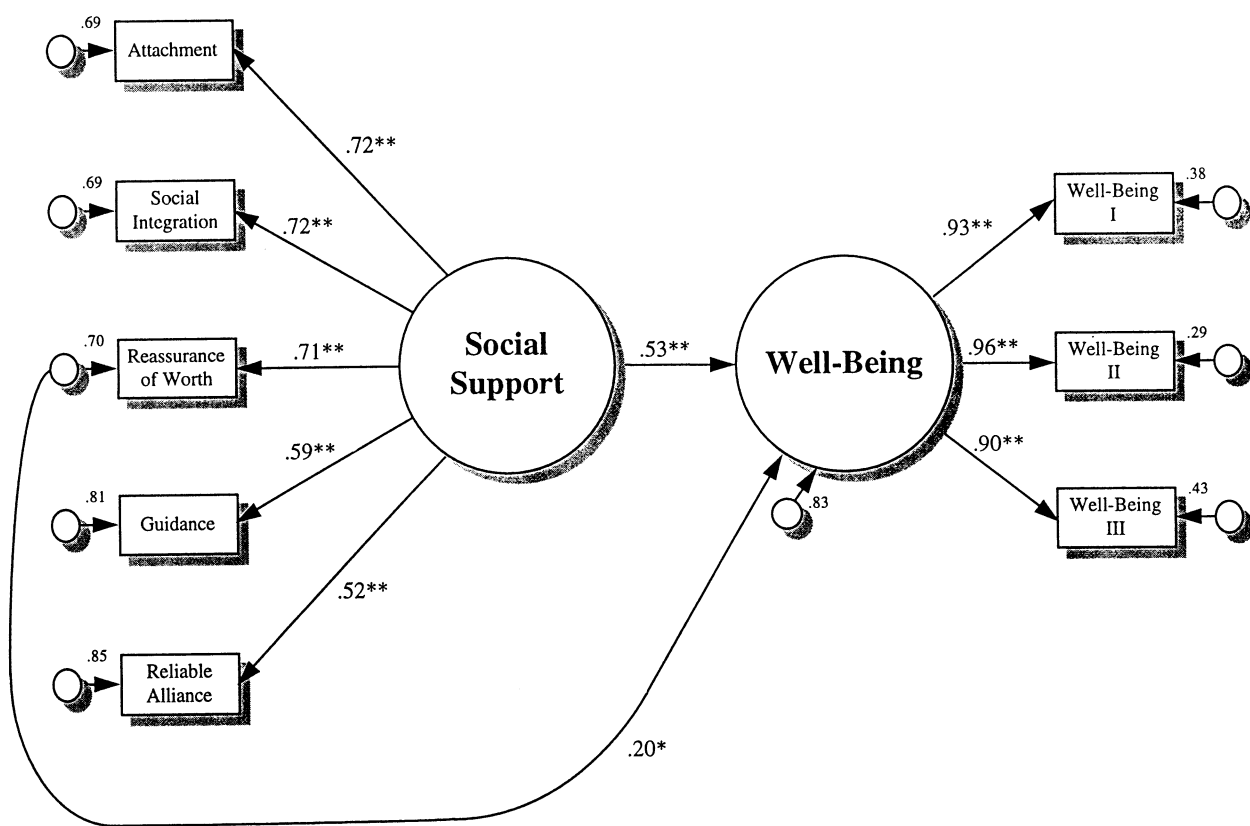 .69
Attachment
.72**
.69
Social
Integration
.72**
.70
Reassurance
of Worth
.71**
.81
Guidance
.59**
.85
Reliable
Alliance
.52**
Social
Support
.53**
Well-Being
.83
.20*
.93**
Well-Being
I
.38
.96**
Well-Being
II
.29
.90**
Well-Being
III
.43